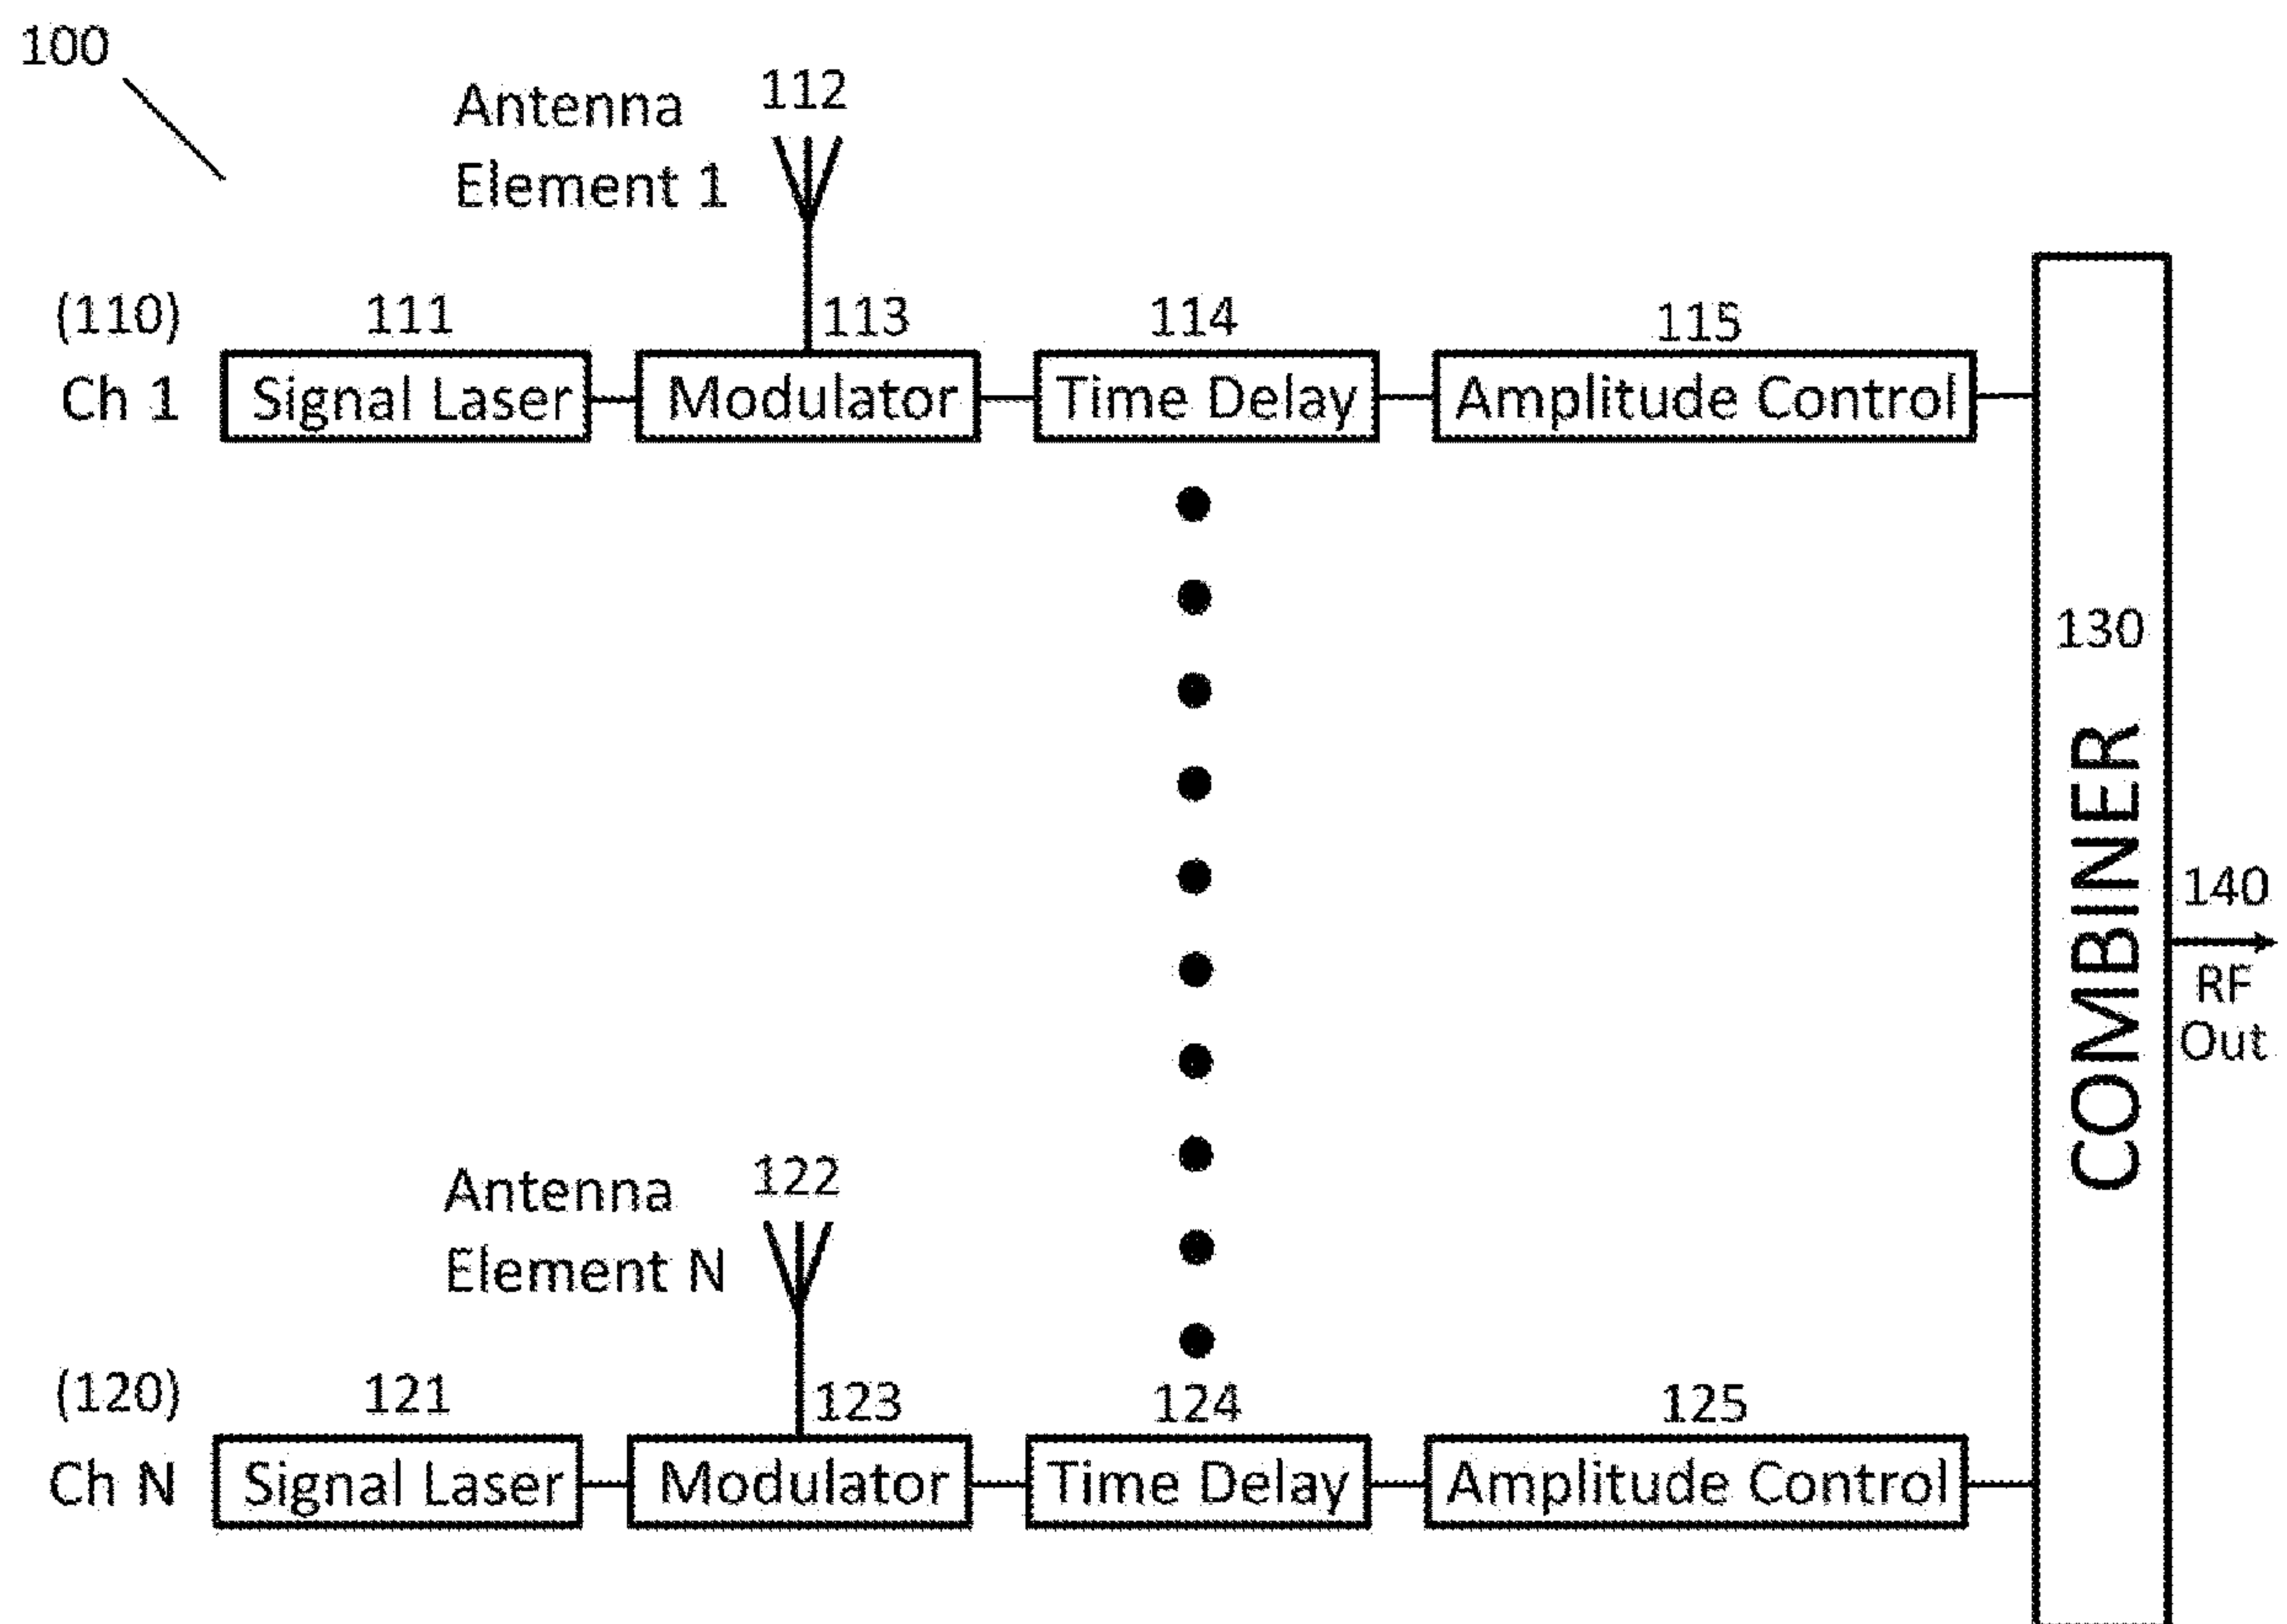 100
Antenna 112
Element 1
(110) 111 113 114 115
Ch 1 Signal Laser Modulator Time Delay Amplitude Control
130
COMBINER
140
RF
Out
Antenna 122
Element N
(120) 121 123 124 125
Ch N Signal Laser Modulator Time Delay Amplitude Control